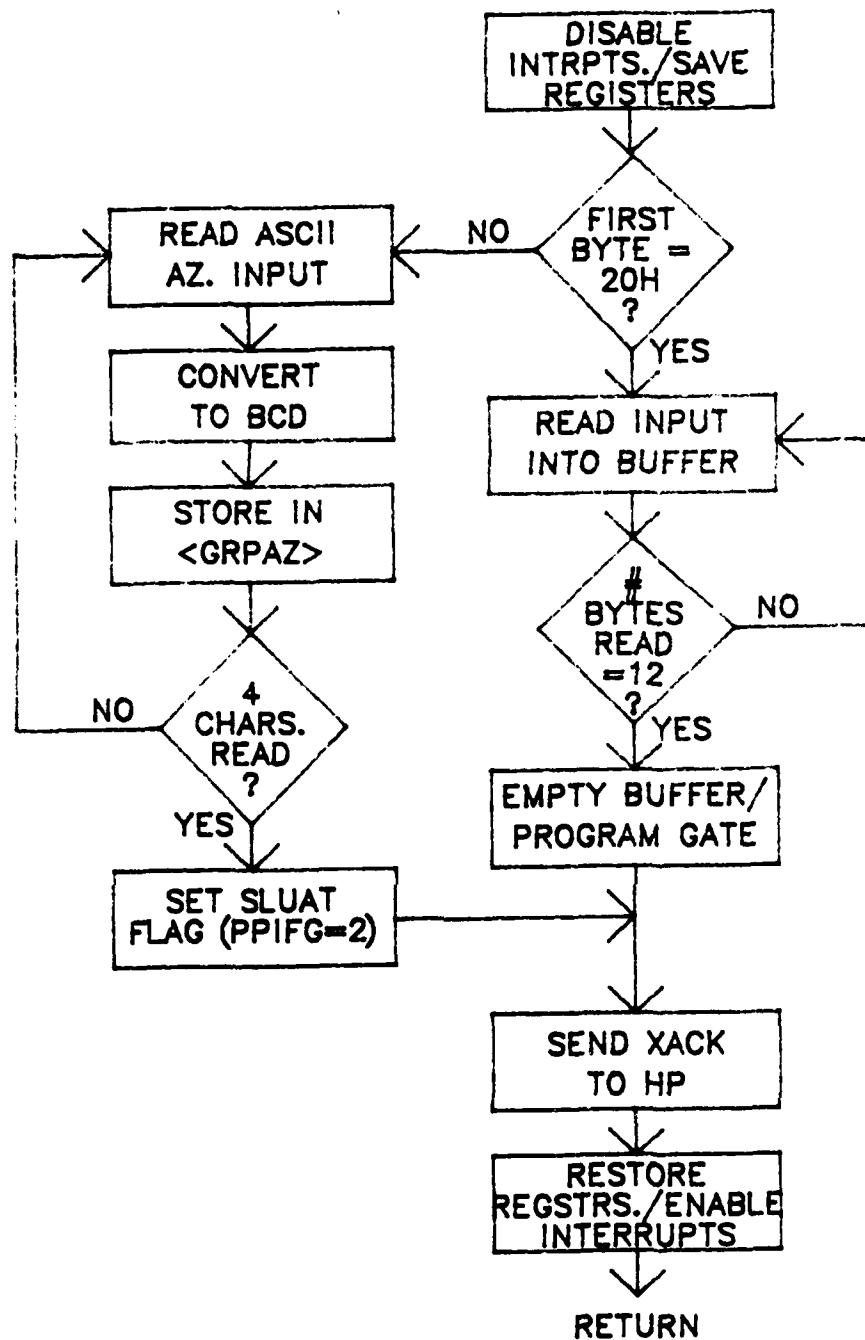 DISABLE
INTRPTS./SAVE
REGISTERS
FIRST
BYTE =
20H
?
NO
YES
READ ASCII
AZ. INPUT
CONVERT
TO BCD
STORE IN
<GRPAZ>
4
CHARS.
READ
?
NO
YES
SET SLUAT
FLAG (PPIFG=2)
READ INPUT
INTO BUFFER
#
BYTES
READ
=12
?
NO
YES
EMPTY BUFFER/
PROGRAM GATE
SEND XACK
TO HP
RESTORE
REGSTRS./ENABLE
INTERRUPTS
RETURN